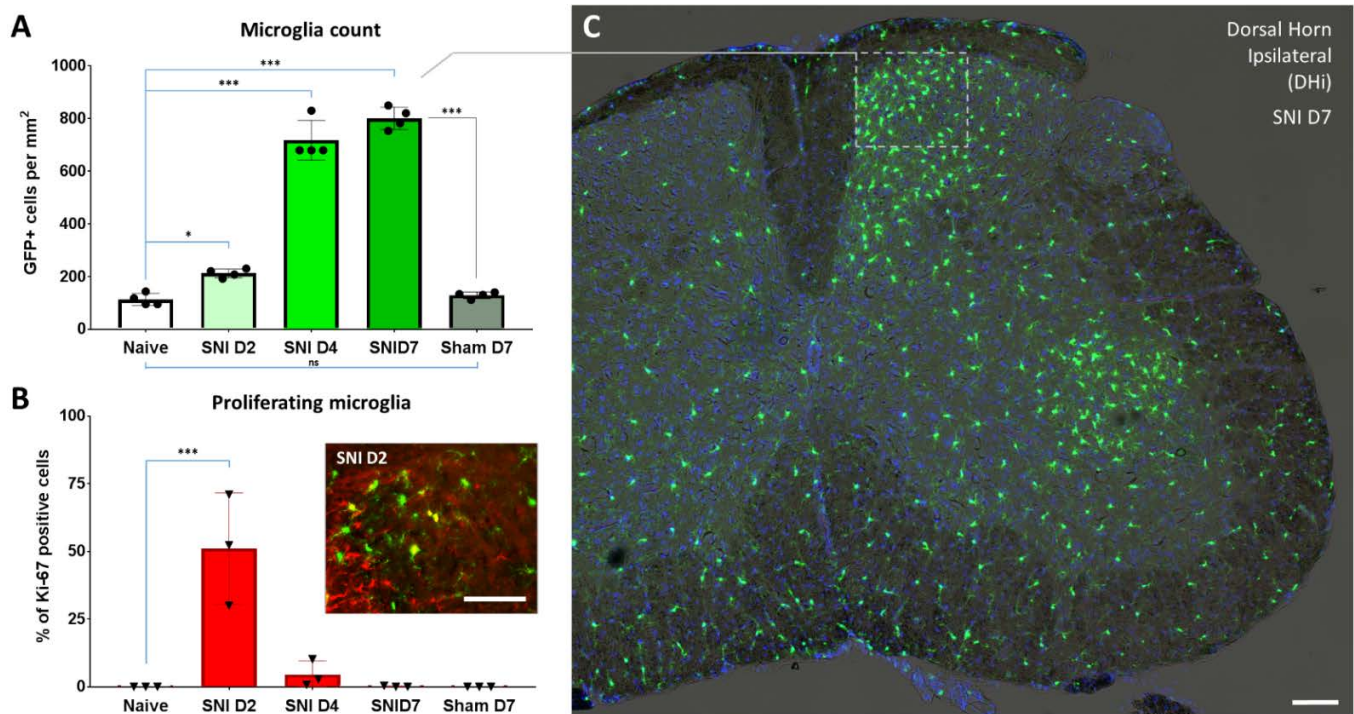 A
Microglia count
GFP+ cells per mm2
1000
800
600
400
200
0
***
***
***
*
Naive
SNI D2
SNI D4
SNID7
Sham D7
ns
B
Proliferating microglia
% of Ki-67 positive cells
100
75
50
25
0
***
SNI D2
Naive
SNI D2
SNI D4
SNID7
Sham D7
C
Dorsal Horn
Ipsilateral
(DHi)
SNI D7